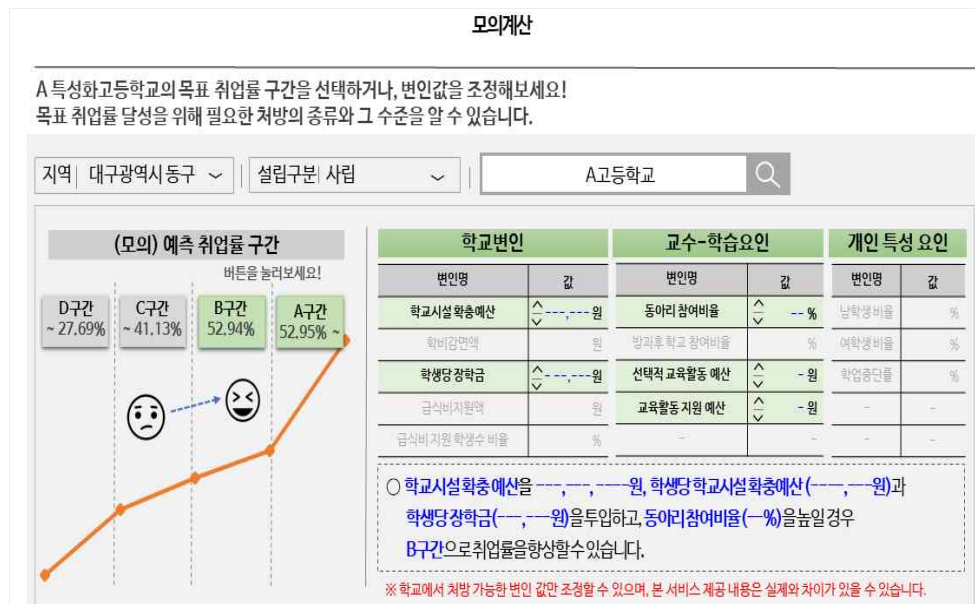 모의계산
A 특성화고등학교의 목표 취업률 구간을 선택하거나, 변인값을 조정해보세요!
목표 취업률 달성을 위해 필요한 처방의 종류와 그 수준을 알 수 있습니다.
지역 | 대구광역시 동구
설립구분 | 사립
A고등학교
(모의) 예측 취업률 구간
버튼을 눌러보세요!
D구간
~ 27.69%
C구간
~ 41.13%
B구간
52.94%
A구간
52.95% ~
학교변인
변인명 값
학교시설 확충예산 ---,---원
학비감면액 원
학생당 장학금 ---,---원
급식비지원액 원
급식비 지원 학생수 비율 %
교수-학습요인
변인명 값
동아리 참여비율 --%
방과후 학교 참여비율 %
선택적 교육활동 예산 -원
교육활동 지원 예산 -원
- -
개인 특성 요인
변인명 값
남학생 비율 %
여학생 비율 %
학업중단률 %
- -
- -
○ 학교시설 확충 예산을 ---,---,----원, 학생당 학교시설 확충예산 (----,---원)과
학생당 장학금(---,---원)을 투입하고, 동아리 참여비율(--%)을 높일 경우
B구간으로 취업률을 향상할 수 있습니다.
※ 학교에서 처방 가능한 변인 값만 조정할 수 있으며, 본 서비스 제공 내용은 실제와 차이가 있을 수 있습니다.